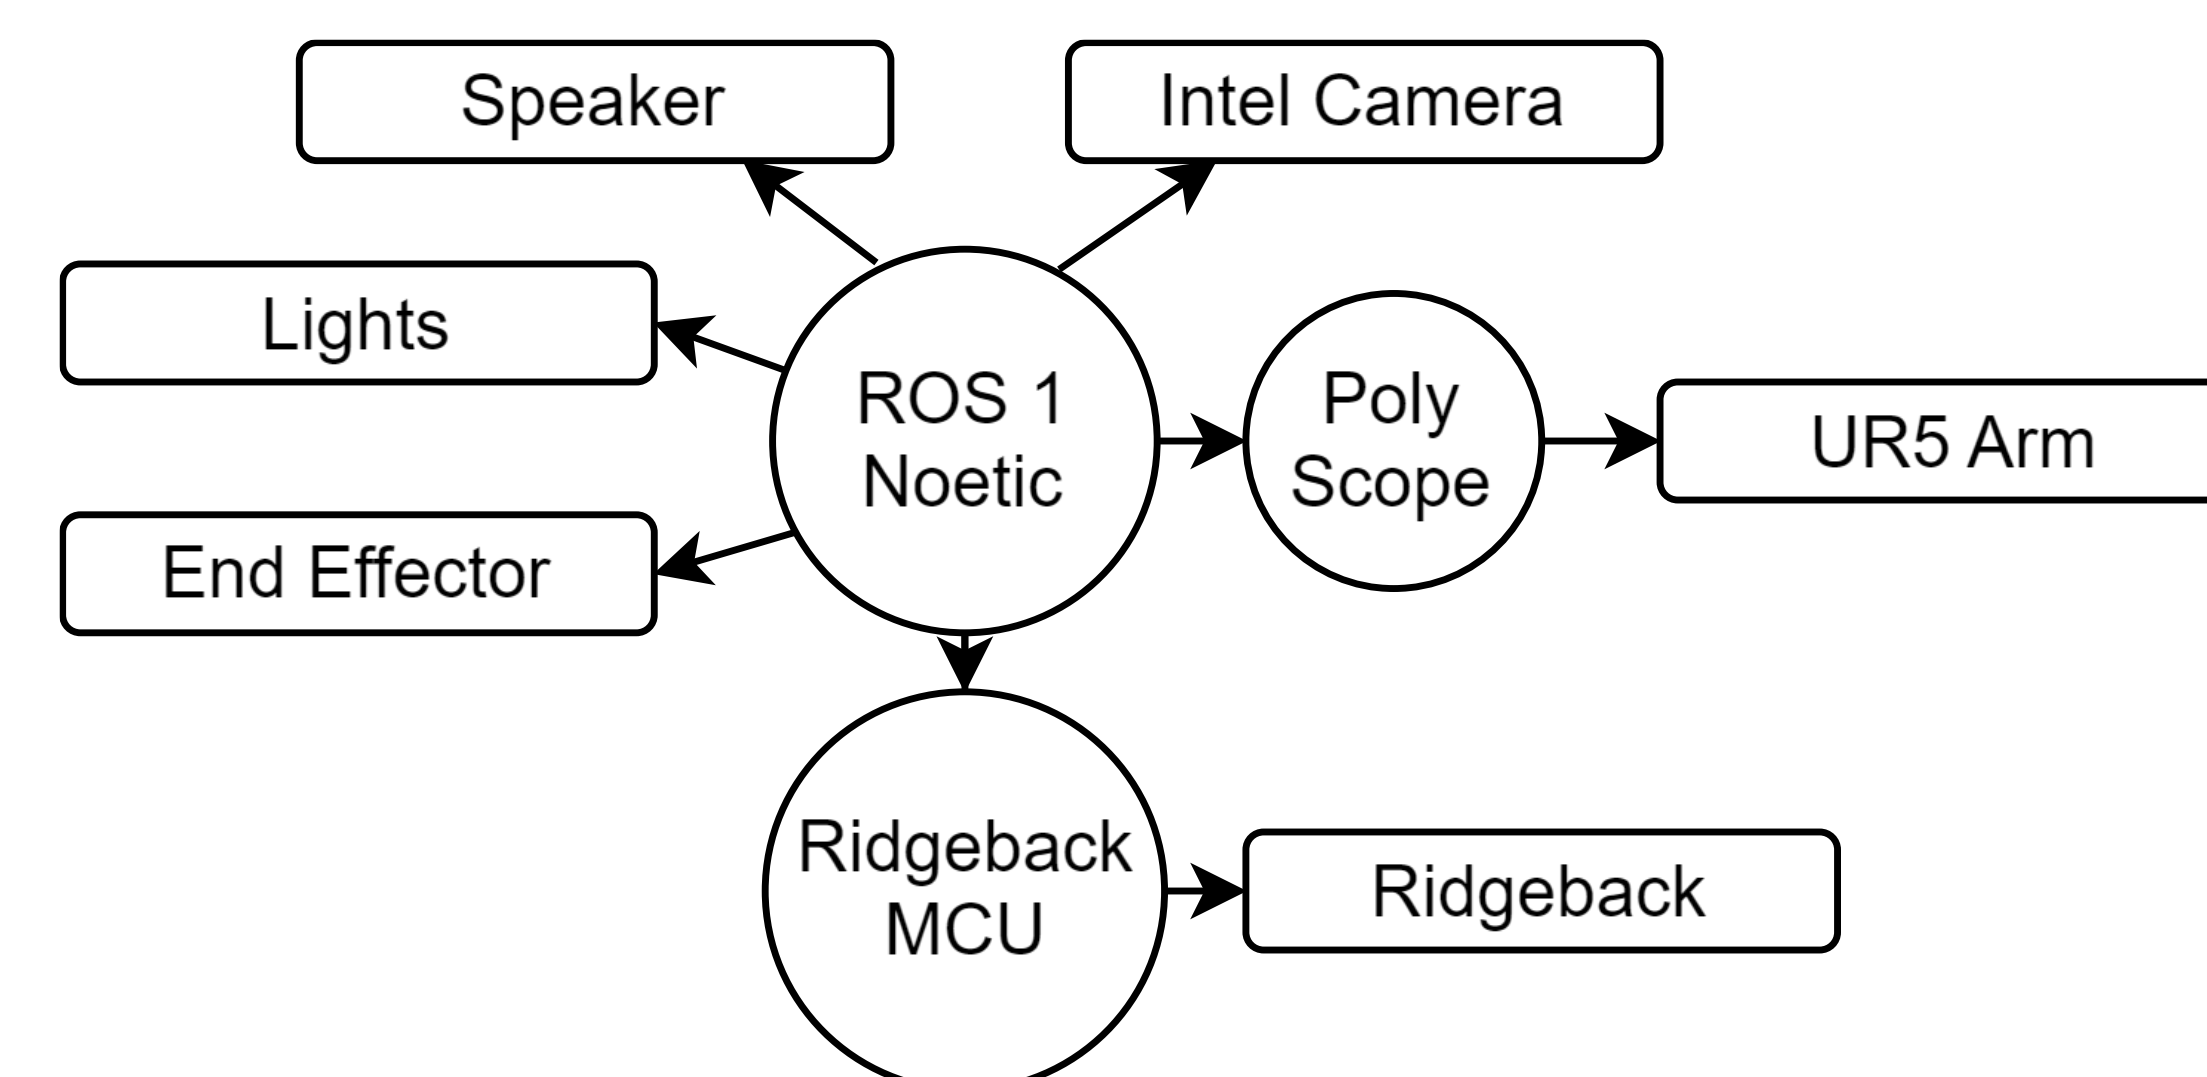 Speaker
Intel Camera
Lights
ROS 1
Noetic
Poly
Scope
UR5 Arm
End Effector
Ridgeback
MCU
Ridgeback